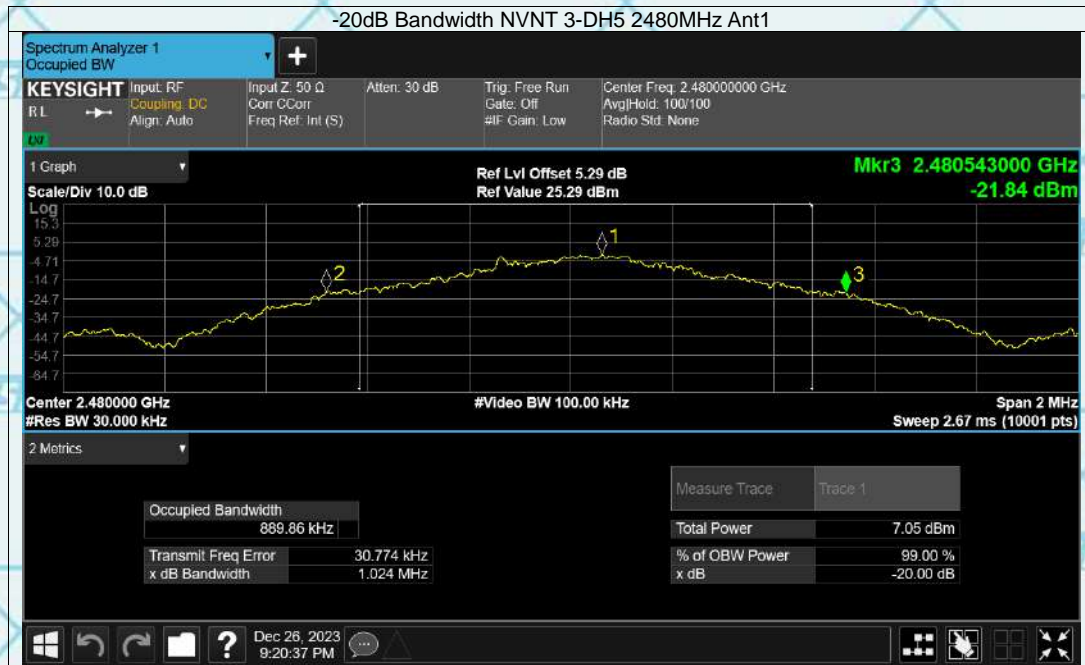 -20dB Bandwidth NVNT 3-DH5 2480MHz Ant1
Spectrum Analyzer 1
Occupied BW
+
KEYSIGHT
RL
LXI
Input: RF
Coupling: DC
Align: Auto
Input Z: 50 Ω
Corr CCorr
Freq Ref: Int (S)
Atten: 30 dB
Trig: Free Run
Gate: Off
#IF Gain: Low
Center Freq: 2.480000000 GHz
Avg|Hold: 100/100
Radio Std: None
1 Graph
Scale/Div 10.0 dB
Ref Lvl Offset 5.29 dB
Ref Value 25.29 dBm
Mkr3 2.480543000 GHz
-21.84 dBm
Log
15.3
5.29
-4.71
-14.7
-24.7
-34.7
-44.7
-54.7
-64.7
1
2
3
Center 2.480000 GHz
#Res BW 30.000 kHz
#Video BW 100.00 kHz
Span 2 MHz
Sweep 2.67 ms (10001 pts)
2 Metrics
Measure Trace Trace 1
Occupied Bandwidth
889.86 kHz
Transmit Freq Error 30.774 kHz
x dB Bandwidth 1.024 MHz
Total Power 7.05 dBm
% of OBW Power 99.00 %
x dB -20.00 dB
?
Dec 26, 2023
9:20:37 PM